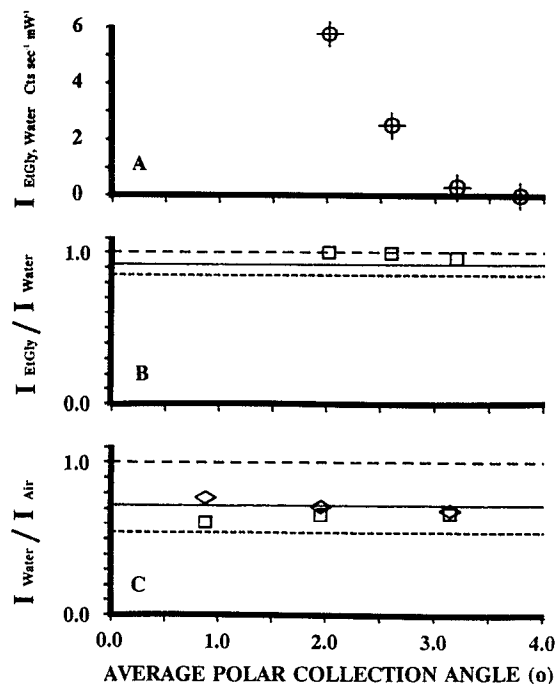 I EtGly, Water Cts sec⁻¹ mW⁻¹
6
4
2
0
A
I EtGly / I Water
1.0
0.0
B
I Water / I Air
1.0
0.0
C
0.0 1.0 2.0 3.0 4.0
AVERAGE POLAR COLLECTION ANGLE (o)